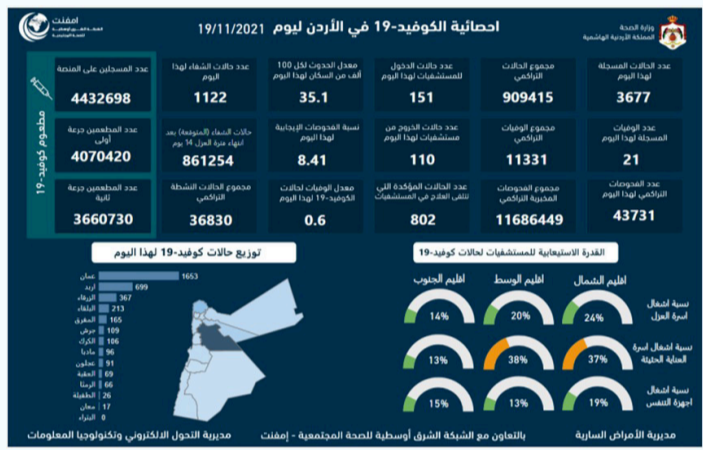 امفنت
الشبكة الشرق أوسطية
للصحة المجتمعية
احصائية الكوفيد-19 في الأردن ليوم 19/11/2021
وزارة الصحة
المملكة الأردنية الهاشمية
عدد الحالات المسجلة
لهذا اليوم
3677
مجموع الحالات
التراكمي
909415
عدد حالات الدخول
للمستشفيات لهذا اليوم
151
معدل الحدوث لكل 100
ألف من السكان لهذا اليوم
35.1
عدد حالات الشفاء لهذا
اليوم
1122
عدد المسجلين على المنصة
4432698
عدد الوفيات
المسجلة لهذا اليوم
21
مجموع الوفيات
التراكمي
11331
عدد حالات الخروج من
مستشفيات لهذا اليوم
110
نسبة الفحوصات الإيجابية
لهذا اليوم
8.41
حالات الشفاء (المتوقعة) بعد
انتهاء فترة العزل 14 يوم
861254
عدد المطعمين جرعة
أولى
4070420
عدد الفحوصات
التراكمي لهذا اليوم
43731
مجموع الفحوصات
المخبرية التراكمي
11686449
عدد الحالات المؤكدة التي
تتلقى العلاج في المستشفيات
802
معدل الوفيات لحالات
الكوفيد-19 لهذا اليوم
0.6
مجموع الحالات النشطة
التراكمي
36830
عدد المطعمين جرعة
ثانية
3660730
مطعوم كوفيد-19
القدرة الاستيعابية للمستشفيات لحالات كوفيد-19
اقليم الشمال اقليم الوسط اقليم الجنوب
نسبة اشغال
اسرة العزل
24% 20% 14%
نسبة اشغال اسرة
العناية الحثيثة
37% 38% 13%
نسبة اشغال
اجهزة التنفس
19% 13% 15%
توزيع حالات كوفيد-19 لهذا اليوم
عمان 1653
اربد 699
الزرقاء 367
البلقاء 213
المفرق 165
جرش 109
الكرك 106
مادبا 96
عجلون 91
العقبة 69
الرمثا 66
الطفيلة 26
معان 17
البتراء 0
مديرية الأمراض السارية
بالتعاون مع الشبكة الشرق أوسطية للصحة المجتمعية - إمفنت
مديرية التحول الالكتروني وتكنولوجيا المعلومات